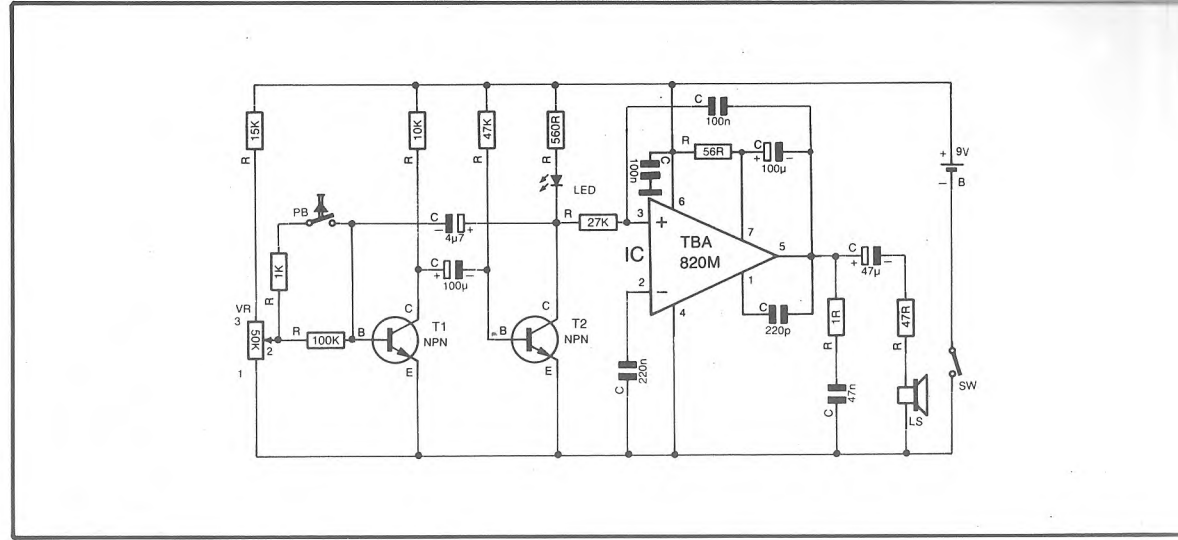 C
100n
15K
R
10K
R
47K
R
560R
R
R
56R
C
+ −
100µ
C
100n
+ 9V
− B
LED
PB
6
C
− +
4µ7
R
27K
3
+
7
IC
TBA
820M
5
1K
R
C
+ −
100µ
2
−
1
4
C
+ −
47µ
C
220p
VR
3
50K
2
1
R
100K
B
C
T1
NPN
E
B
C
T2
NPN
E
1R
R
47R
R
220n
C
47n
C
LS
SW